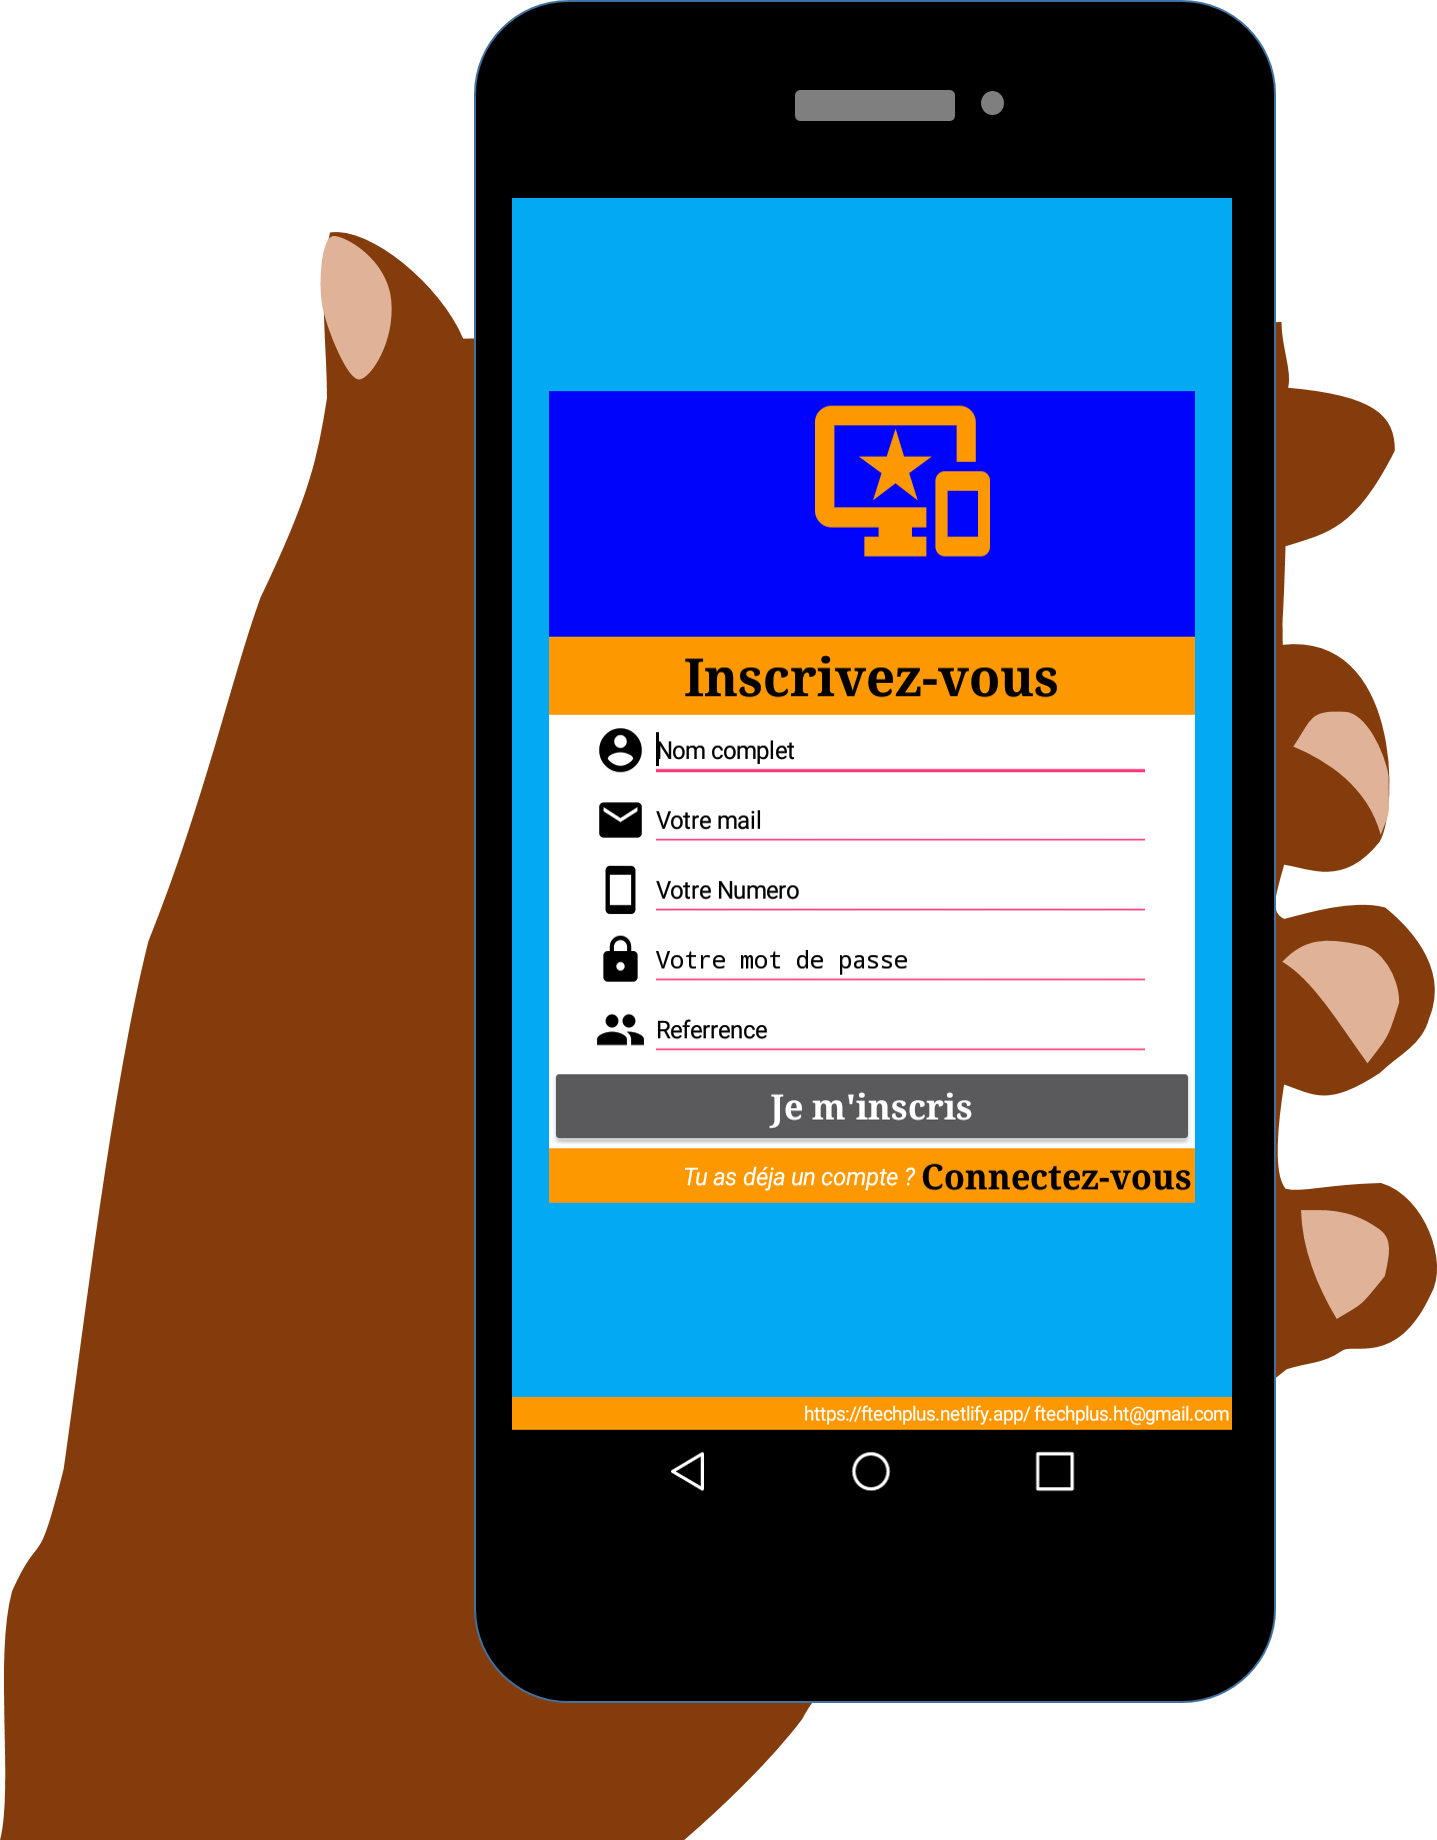 Inscrivez-vous
Nom complet
Votre mail
Votre Numero
Votre mot de passe
Referrence
Je m'inscris
Tu as déja un compte ? Connectez-vous
https://ftechplus.netlify.app/ ftechplus.ht@gmail.com